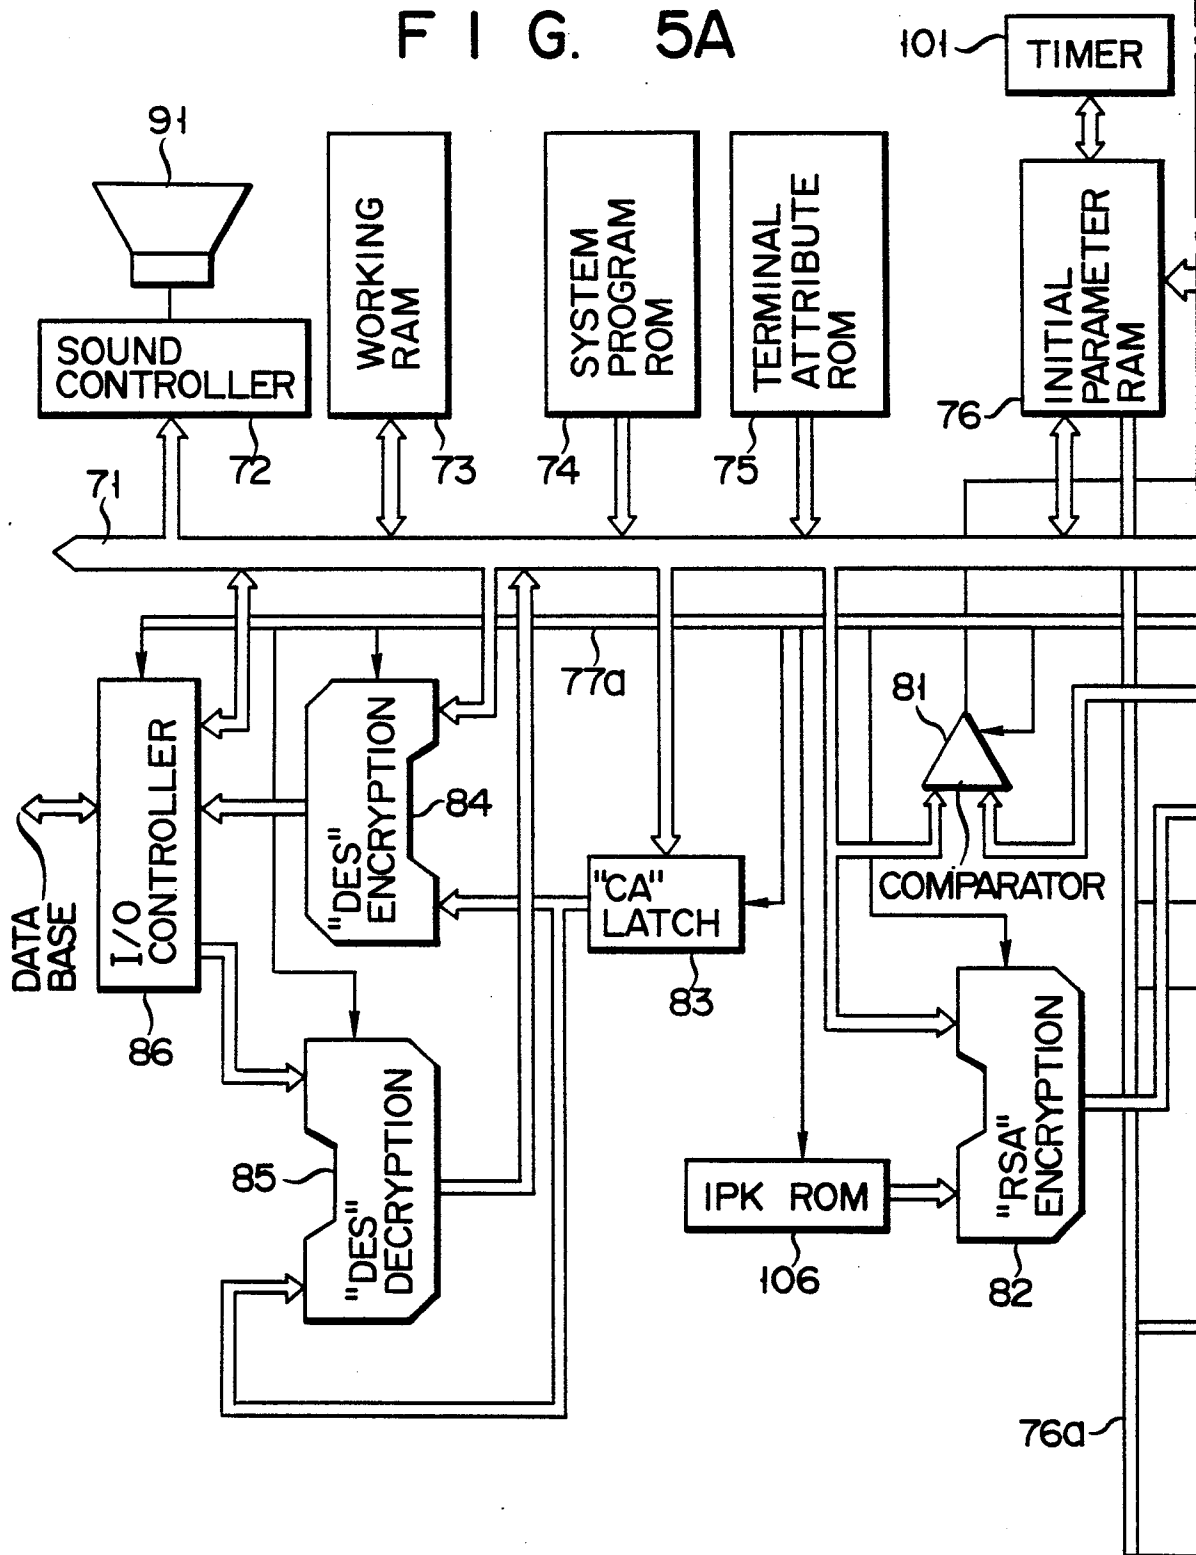 FIG. 5A
101
TIMER
91
WORKING
RAM
SYSTEM
PROGRAM
ROM
TERMINAL
ATTRIBUTE
ROM
INITIAL
PARAMETER
RAM
SOUND
CONTROLLER
72
73
74
75
76
71
77a
81
I/O
CONTROLLER
"DES"
ENCRYPTION
84
DATA
BASE
"CA"
LATCH
COMPARATOR
83
86
85
"DES"
DECRYPTION
IPK ROM
"RSA"
ENCRYPTION
106
82
76a